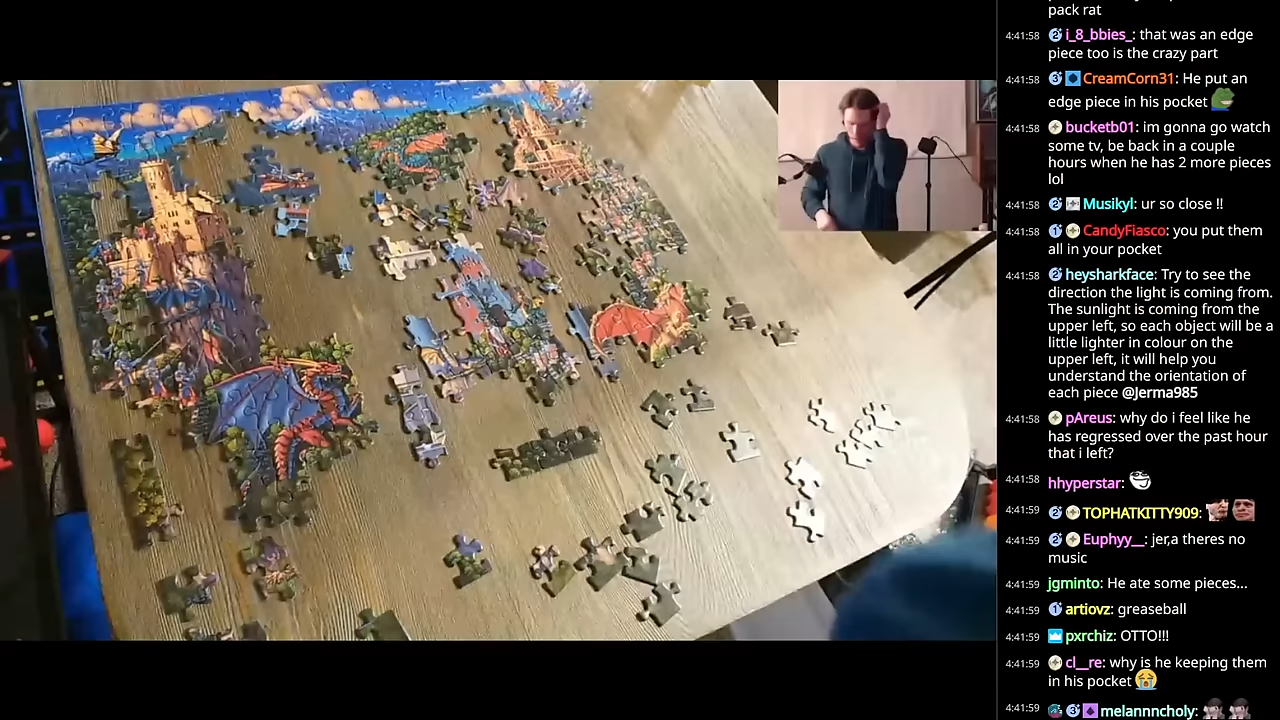 pack rat
4:41:58 i_8_bbies_: that was an edge
piece too is the crazy part
4:41:58 CreamCorn31: He put an
edge piece in his pocket
4:41:58 bucketb01: im gonna go watch
some tv, be back in a couple
hours when he has 2 more pieces
lol
4:41:58 Musikyl: ur so close !!
4:41:58 CandyFiasco: you put them
all in your pocket
4:41:58 heysharkface: Try to see the
direction the light is coming from.
The sunlight is coming from the
upper left, so each object will be a
little lighter in colour on the
upper left, it will help you
understand the orientation of
each piece @Jerma985
4:41:58 pAreus: why do i feel like he
has regressed over the past hour
that i left?
4:41:58 hhyperstar:
4:41:59 TOPHATKITTY909:
4:41:59 Euphyy__: jer,a theres no
music
4:41:59 jgminto: He ate some pieces...
4:41:59 artiovz: greaseball
4:41:59 pxrchiz: OTTO!!!
4:41:59 cl__re: why is he keeping them
in his pocket
4:41:59 melannncholy: